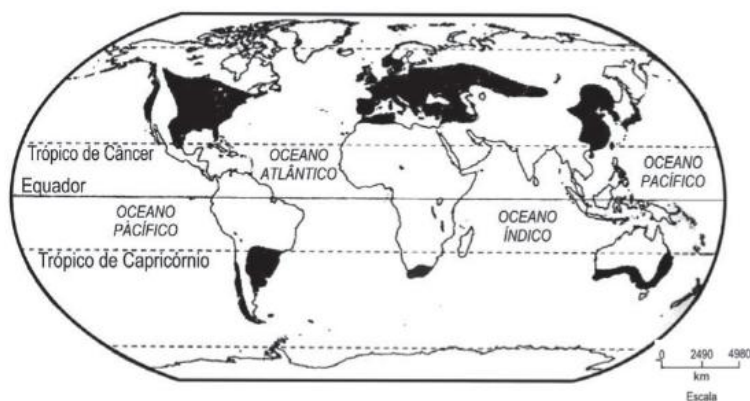 Trópico de Câncer
OCEANO
ATLÂNTICO
OCEANO
PACÍFICO
Equador
OCEANO
PÀCÍFICO
OCEANO
ÍNDICO
Trópico de Capricórnio
0 2490 4980
km
Escala